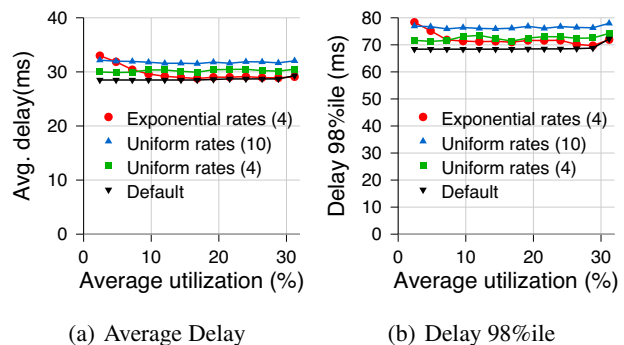 40
30
20
10
0
Avg. delay(ms)
Exponential rates (4)
Uniform rates (10)
Uniform rates (4)
Default
0 10 20 30
Average utilization (%)
(a) Average Delay
80
70
60
50
40
30
20
10
0
Delay 98%ile (ms)
Exponential rates (4)
Uniform rates (10)
Uniform rates (4)
Default
0 10 20 30
Average utilization (%)
(b) Delay 98%ile